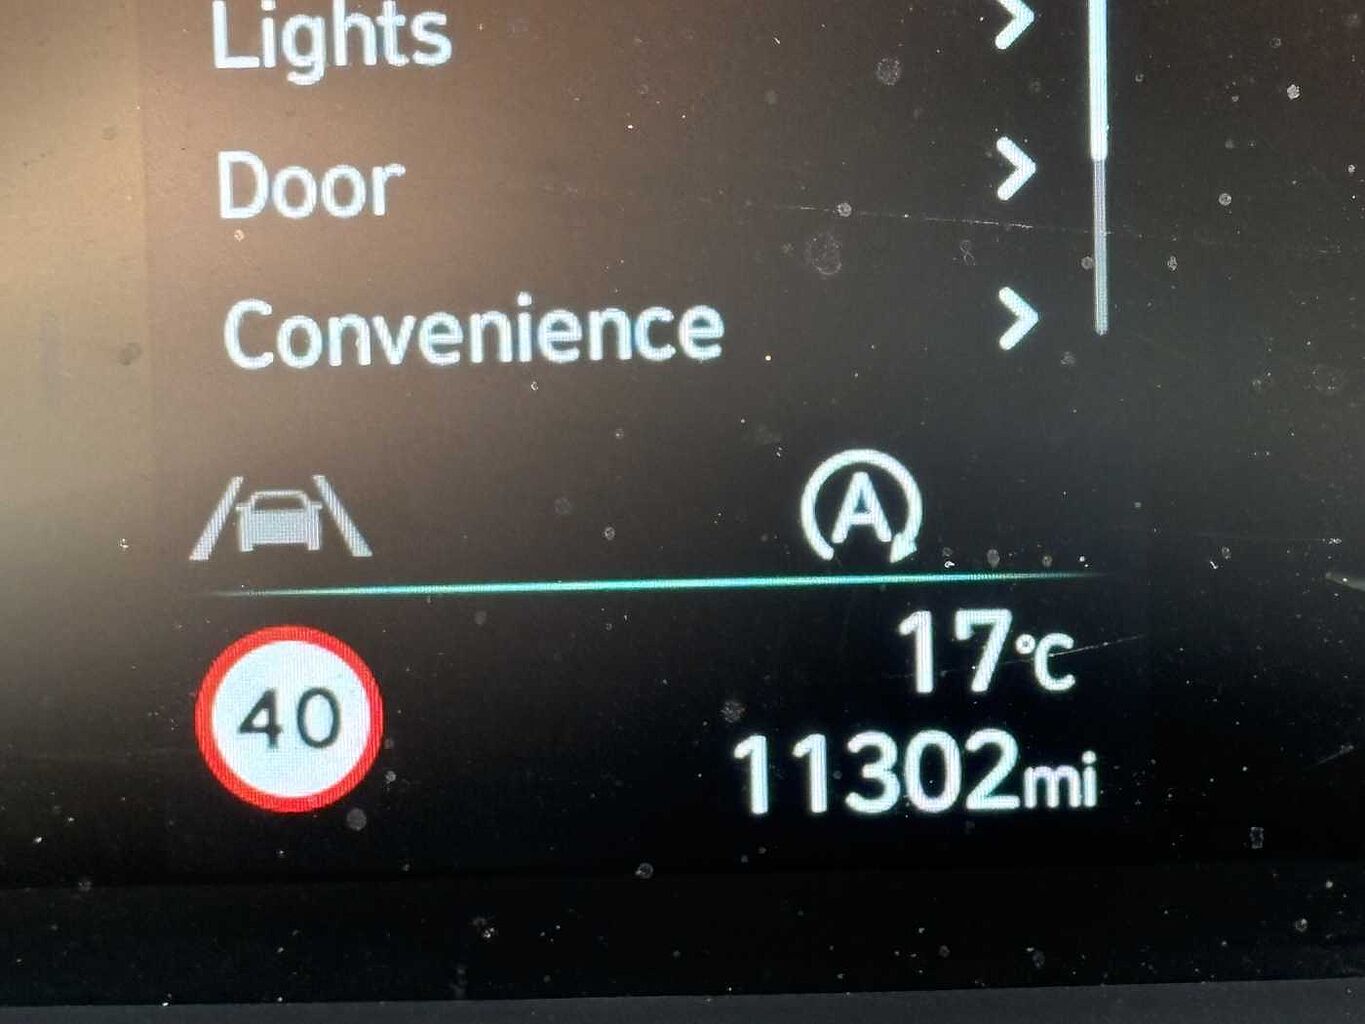 Lights
Door
Convenience
A
17°C
40
11302mi